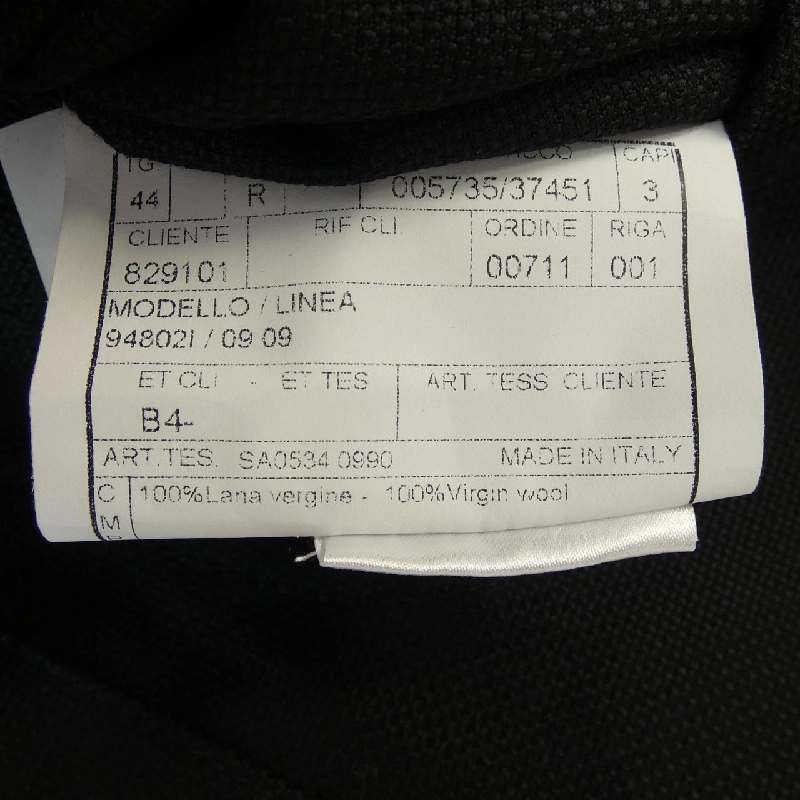 TG CAPI
44 R 005735/37451 3
CLIENTE RIF CLI. ORDINE RIGA
829101 00711 001
MODELLO / LINEA
94802I / 09 09
ET CLI - ET TES ART. TESS CLIENTE
B4-
ART.TES. SA0534 0990 MADE IN ITALY
C 100%Lana vergine - 100%Virgin wool
M